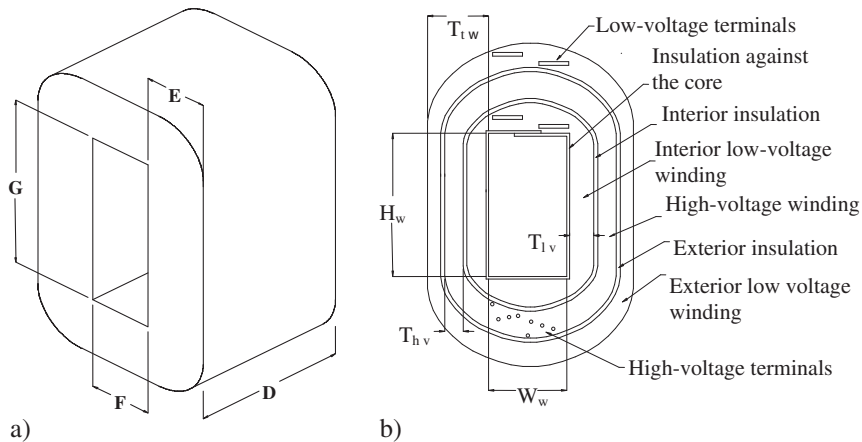 E
G
F
D
a)
T t w
H w
T l v
T h v
W w
b)
Low-voltage terminals
Insulation against
the core
Interior insulation
Interior low-voltage
winding
High-voltage winding
Exterior insulation
Exterior low voltage
winding
High-voltage terminals